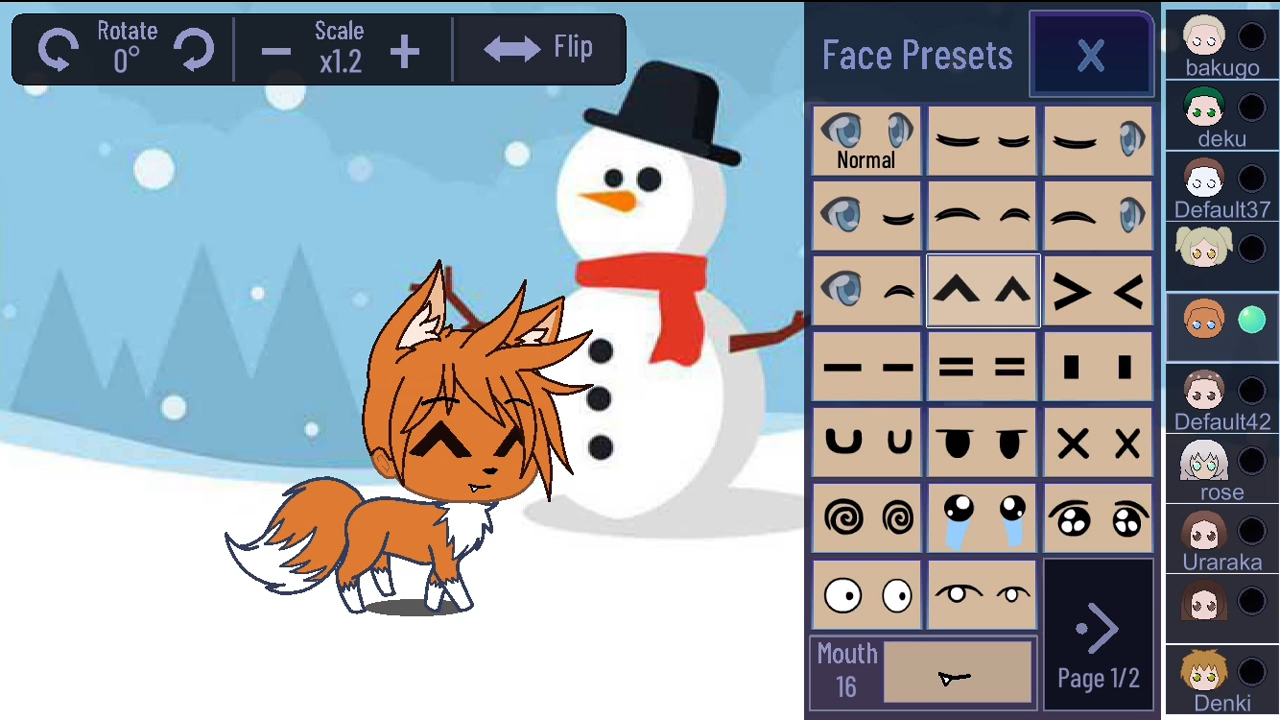 Rotate
0°
Scale
x1.2
Flip
Face Presets
X
Normal
Mouth
16
Page 1/2
bakugo
deku
Default37
Default42
rose
Uraraka
Denki